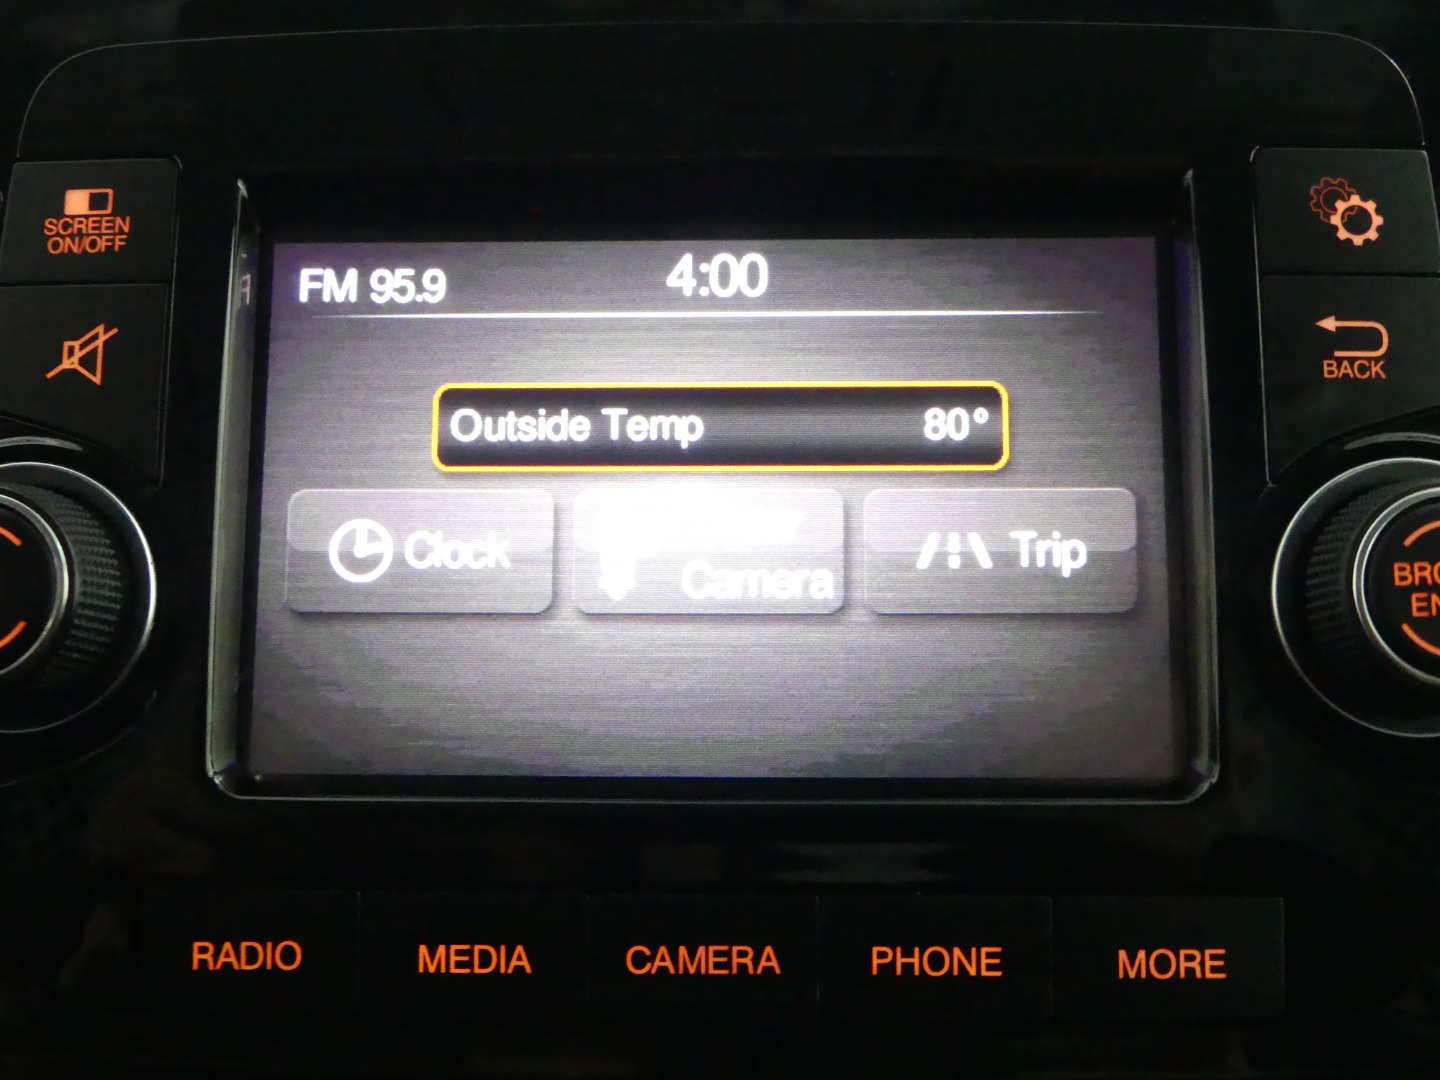 SCREEN
ON/OFF
FM 95.9
4:00
Outside Temp 80°
Clock
Camera
Trip
BACK
RADIO
MEDIA
CAMERA
PHONE
MORE